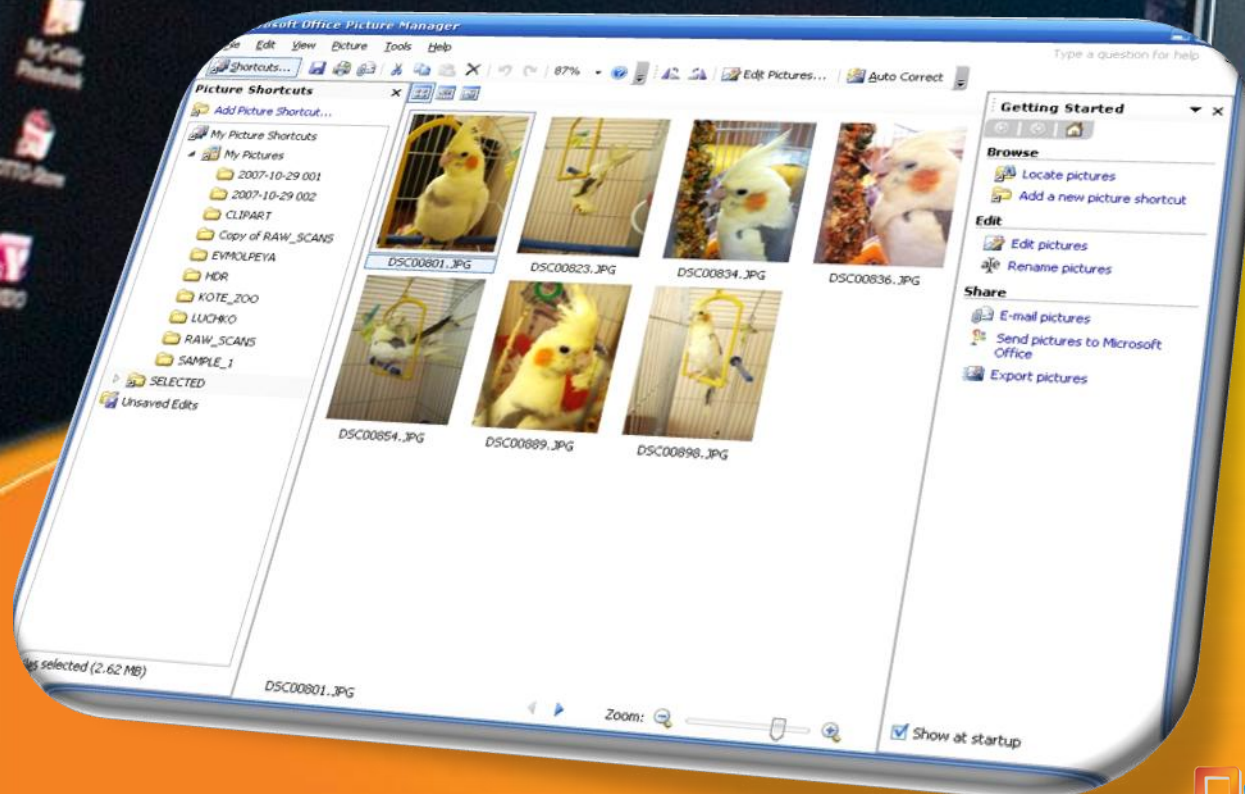 Microsoft Office Picture Manager
Edit View Picture Tools Help
Type a question for help
Shortcuts... 87% Edit Pictures... Auto Correct
Picture Shortcuts
Add Picture Shortcut...
My Picture Shortcuts
My Pictures
2007-10-29 001
2007-10-29 002
CLIPART
Copy of RAW_SCANS
EVMOLPEYA
HDR
KOTE_ZOO
LUCHKO
RAW_SCANS
SAMPLE_1
SELECTED
Unsaved Edits
selected (2.62 MB)
DSC00801.JPG
DSC00823.JPG
DSC00834.JPG
DSC00836.JPG
DSC00854.JPG
DSC00889.JPG
DSC00898.JPG
DSC00801.JPG
Zoom:
Getting Started
Browse
Locate pictures
Add a new picture shortcut
Edit
Edit pictures
Rename pictures
Share
E-mail pictures
Send pictures to Microsoft
Office
Export pictures
Show at startup